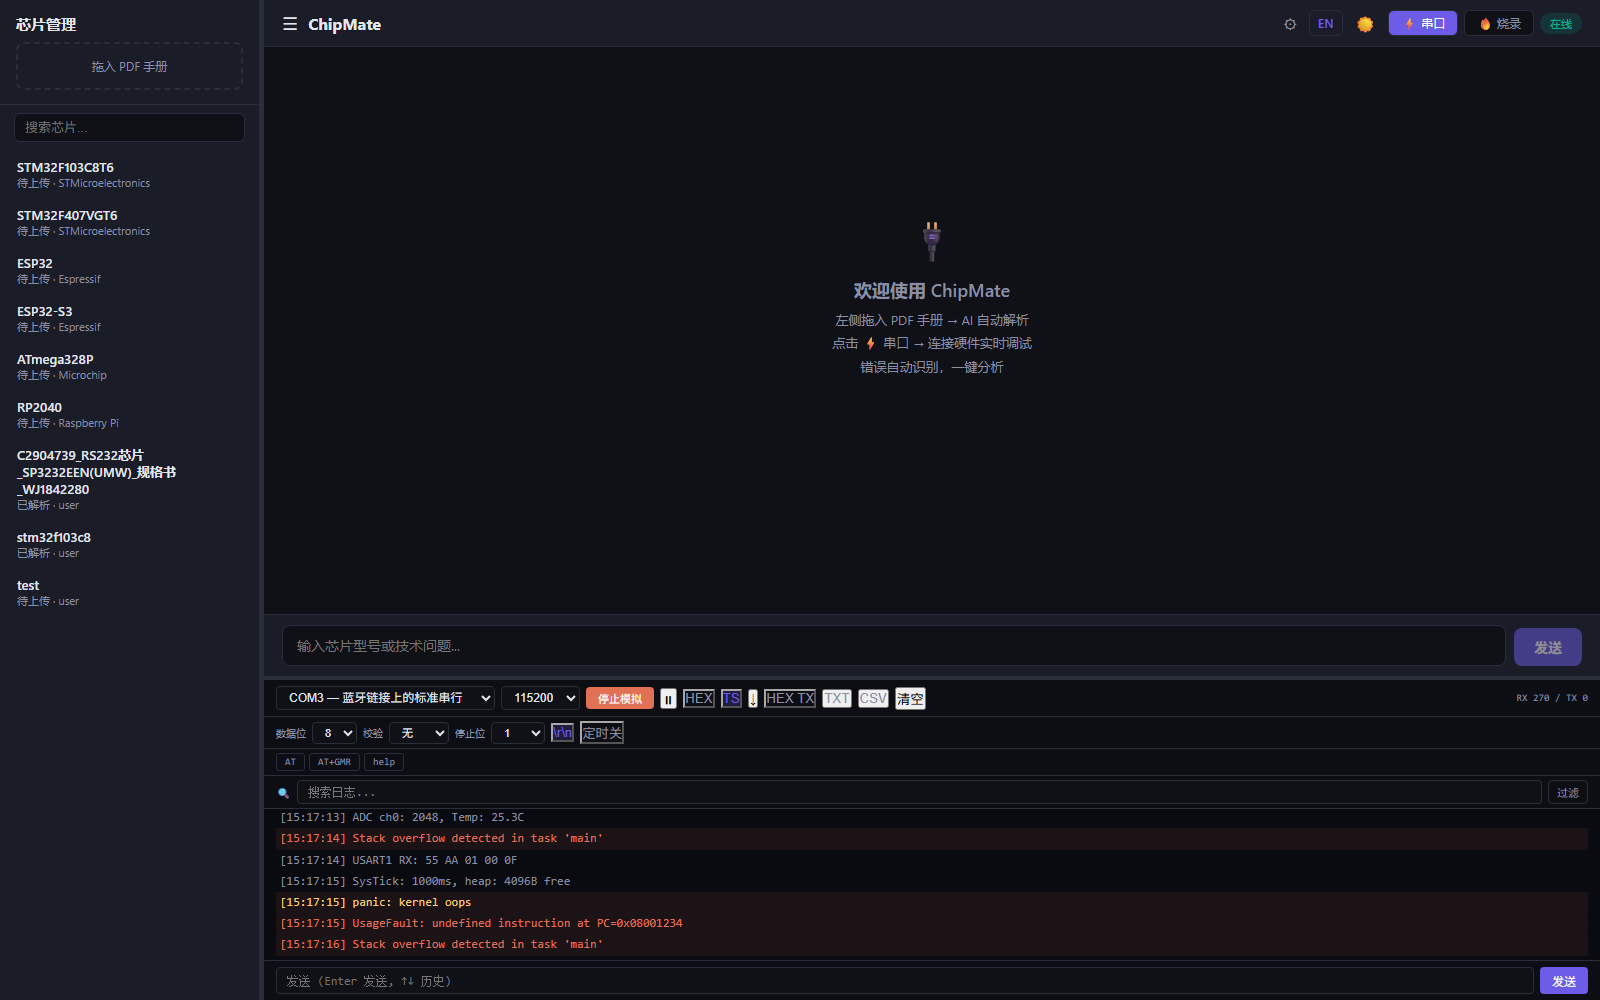 芯片管理
拖入 PDF 手册
搜索芯片...
STM32F103C8T6
待上传 · STMicroelectronics
STM32F407VGT6
待上传 · STMicroelectronics
ESP32
待上传 · Espressif
ESP32-S3
待上传 · Espressif
ATmega328P
待上传 · Microchip
RP2040
待上传 · Raspberry Pi
C2904739_RS232芯片
_SP3232EEN(UMW)_规格书
_WJ1842280
已解析 · user
stm32f103c8
已解析 · user
test
待上传 · user
☰ ChipMate
EN
串口
烧录
在线
欢迎使用 ChipMate
左侧拖入 PDF 手册 → AI 自动解析
点击 ⚡ 串口 → 连接硬件实时调试
错误自动识别，一键分析
输入芯片型号或技术问题...
发送
COM3 — 蓝牙链接上的标准串行 115200 停止模拟 ⏸ HEX TS ↓ HEX TX TXT CSV 清空 RX 270 / TX 0
数据位 8 校验 无 停止位 1 \r\n 定时关
AT AT+GMR help
搜索日志... 过滤
[15:17:13] ADC ch0: 2048, Temp: 25.3C
[15:17:14] Stack overflow detected in task 'main'
[15:17:14] USART1 RX: 55 AA 01 00 0F
[15:17:15] SysTick: 1000ms, heap: 4096B free
[15:17:15] panic: kernel oops
[15:17:15] UsageFault: undefined instruction at PC=0x08001234
[15:17:16] Stack overflow detected in task 'main'
发送 (Enter 发送, ↑↓ 历史) 发送